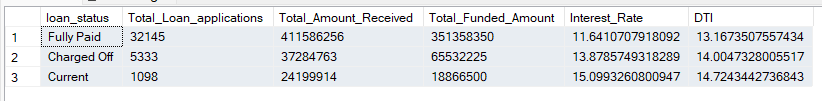 loan_status Total_Loan_applications Total_Amount_Received Total_Funded_Amount Interest_Rate DTI
1 Fully Paid 32145 411586256 351358350 11.6410707918092 13.1673507557434
2 Charged Off 5333 37284763 65532225 13.8785749318289 14.0047328005517
3 Current 1098 24199914 18866500 15.0993260800947 14.7243442736843